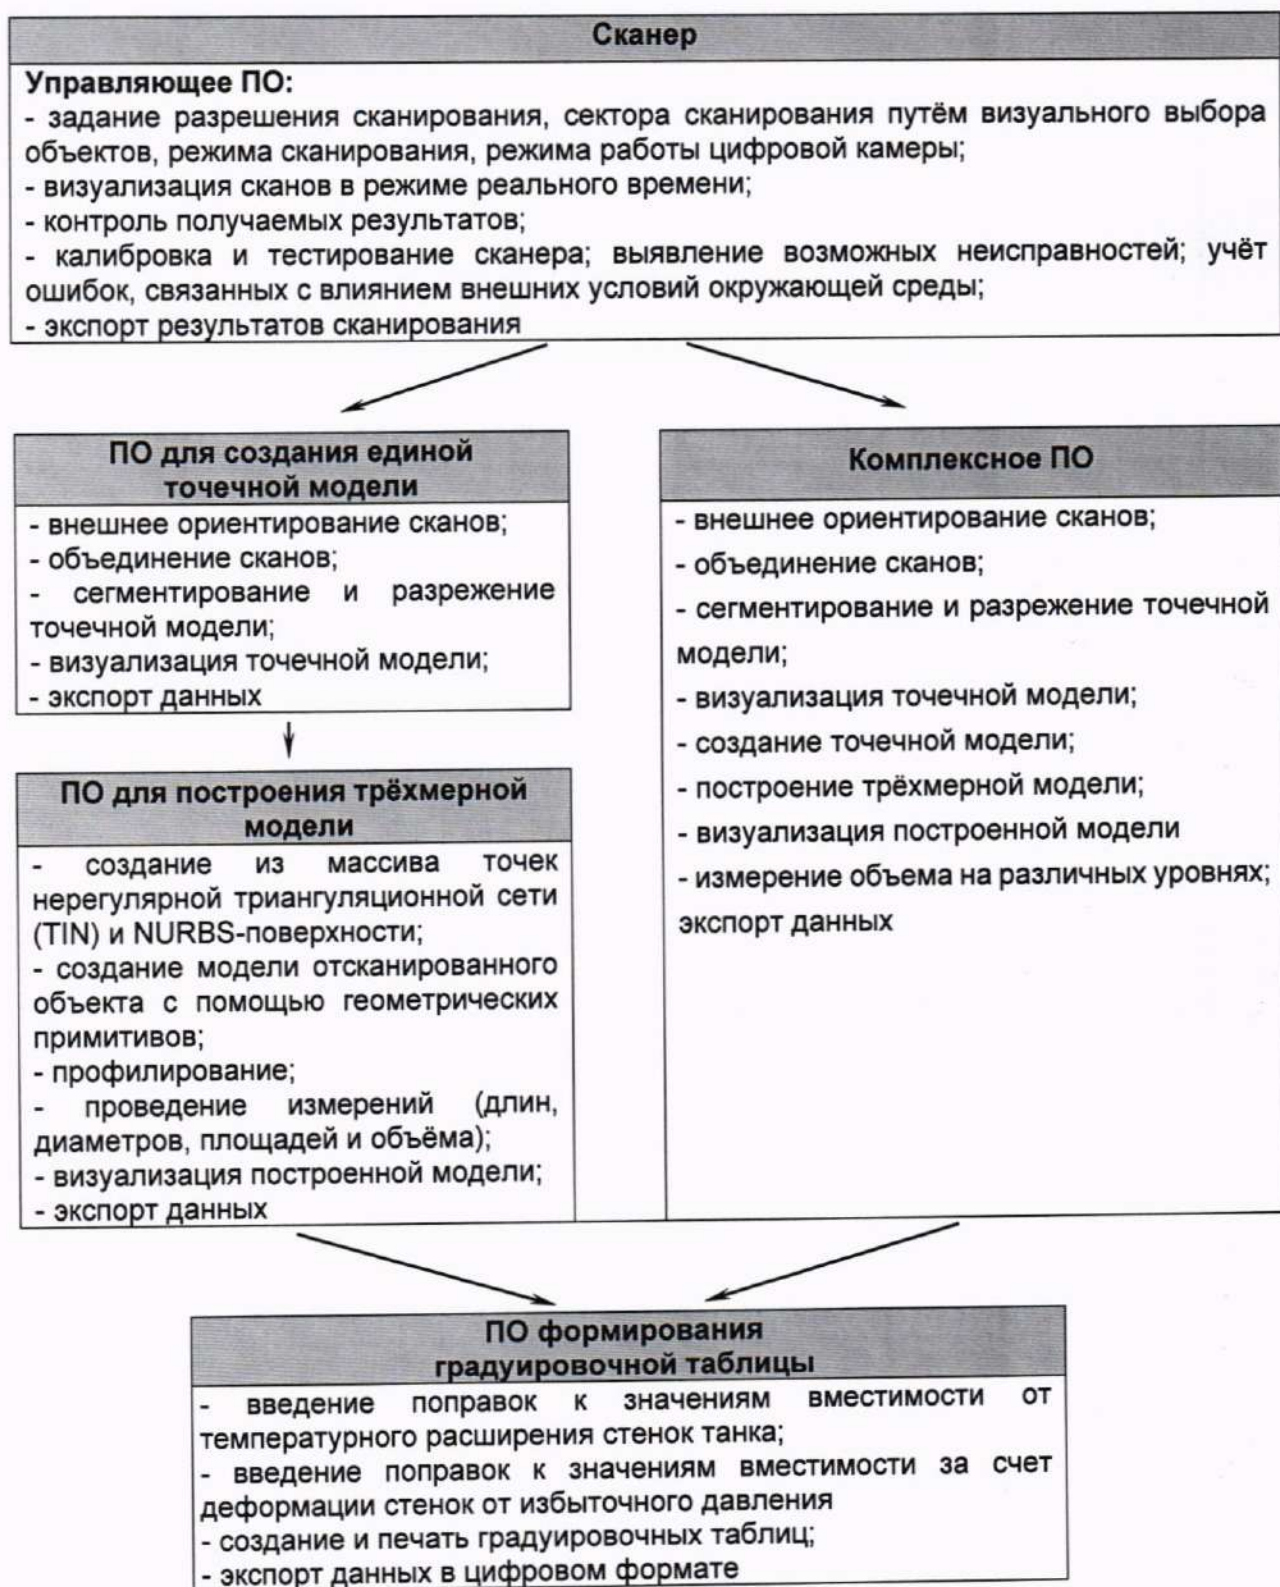 Сканер
Управляющее ПО:
- задание разрешения сканирования, сектора сканирования путём визуального выбора
объектов, режима сканирования, режима работы цифровой камеры;
- визуализация сканов в режиме реального времени;
- контроль получаемых результатов;
- калибровка и тестирование сканера; выявление возможных неисправностей; учёт
ошибок, связанных с влиянием внешних условий окружающей среды;
- экспорт результатов сканирования
ПО для создания единой
точечной модели
- внешнее ориентирование сканов;
- объединение сканов;
- сегментирование и разрежение
точечной модели;
- визуализация точечной модели;
- экспорт данных
ПО для построения трёхмерной
модели
- создание из массива точек
нерегулярной триангуляционной сети
(TIN) и NURBS-поверхности;
- создание модели отсканированного
объекта с помощью геометрических
примитивов;
- профилирование;
- проведение измерений (длин,
диаметров, площадей и объёма);
- визуализация построенной модели;
- экспорт данных
Комплексное ПО
- внешнее ориентирование сканов;
- объединение сканов;
- сегментирование и разрежение точечной
модели;
- визуализация точечной модели;
- создание точечной модели;
- построение трёхмерной модели;
- визуализация построенной модели
- измерение объема на различных уровнях;
экспорт данных
ПО формирования
градуировочной таблицы
- введение поправок к значениям вместимости от
температурного расширения стенок танка;
- введение поправок к значениям вместимости за счет
деформации стенок от избыточного давления
- создание и печать градуировочных таблиц;
- экспорт данных в цифровом формате